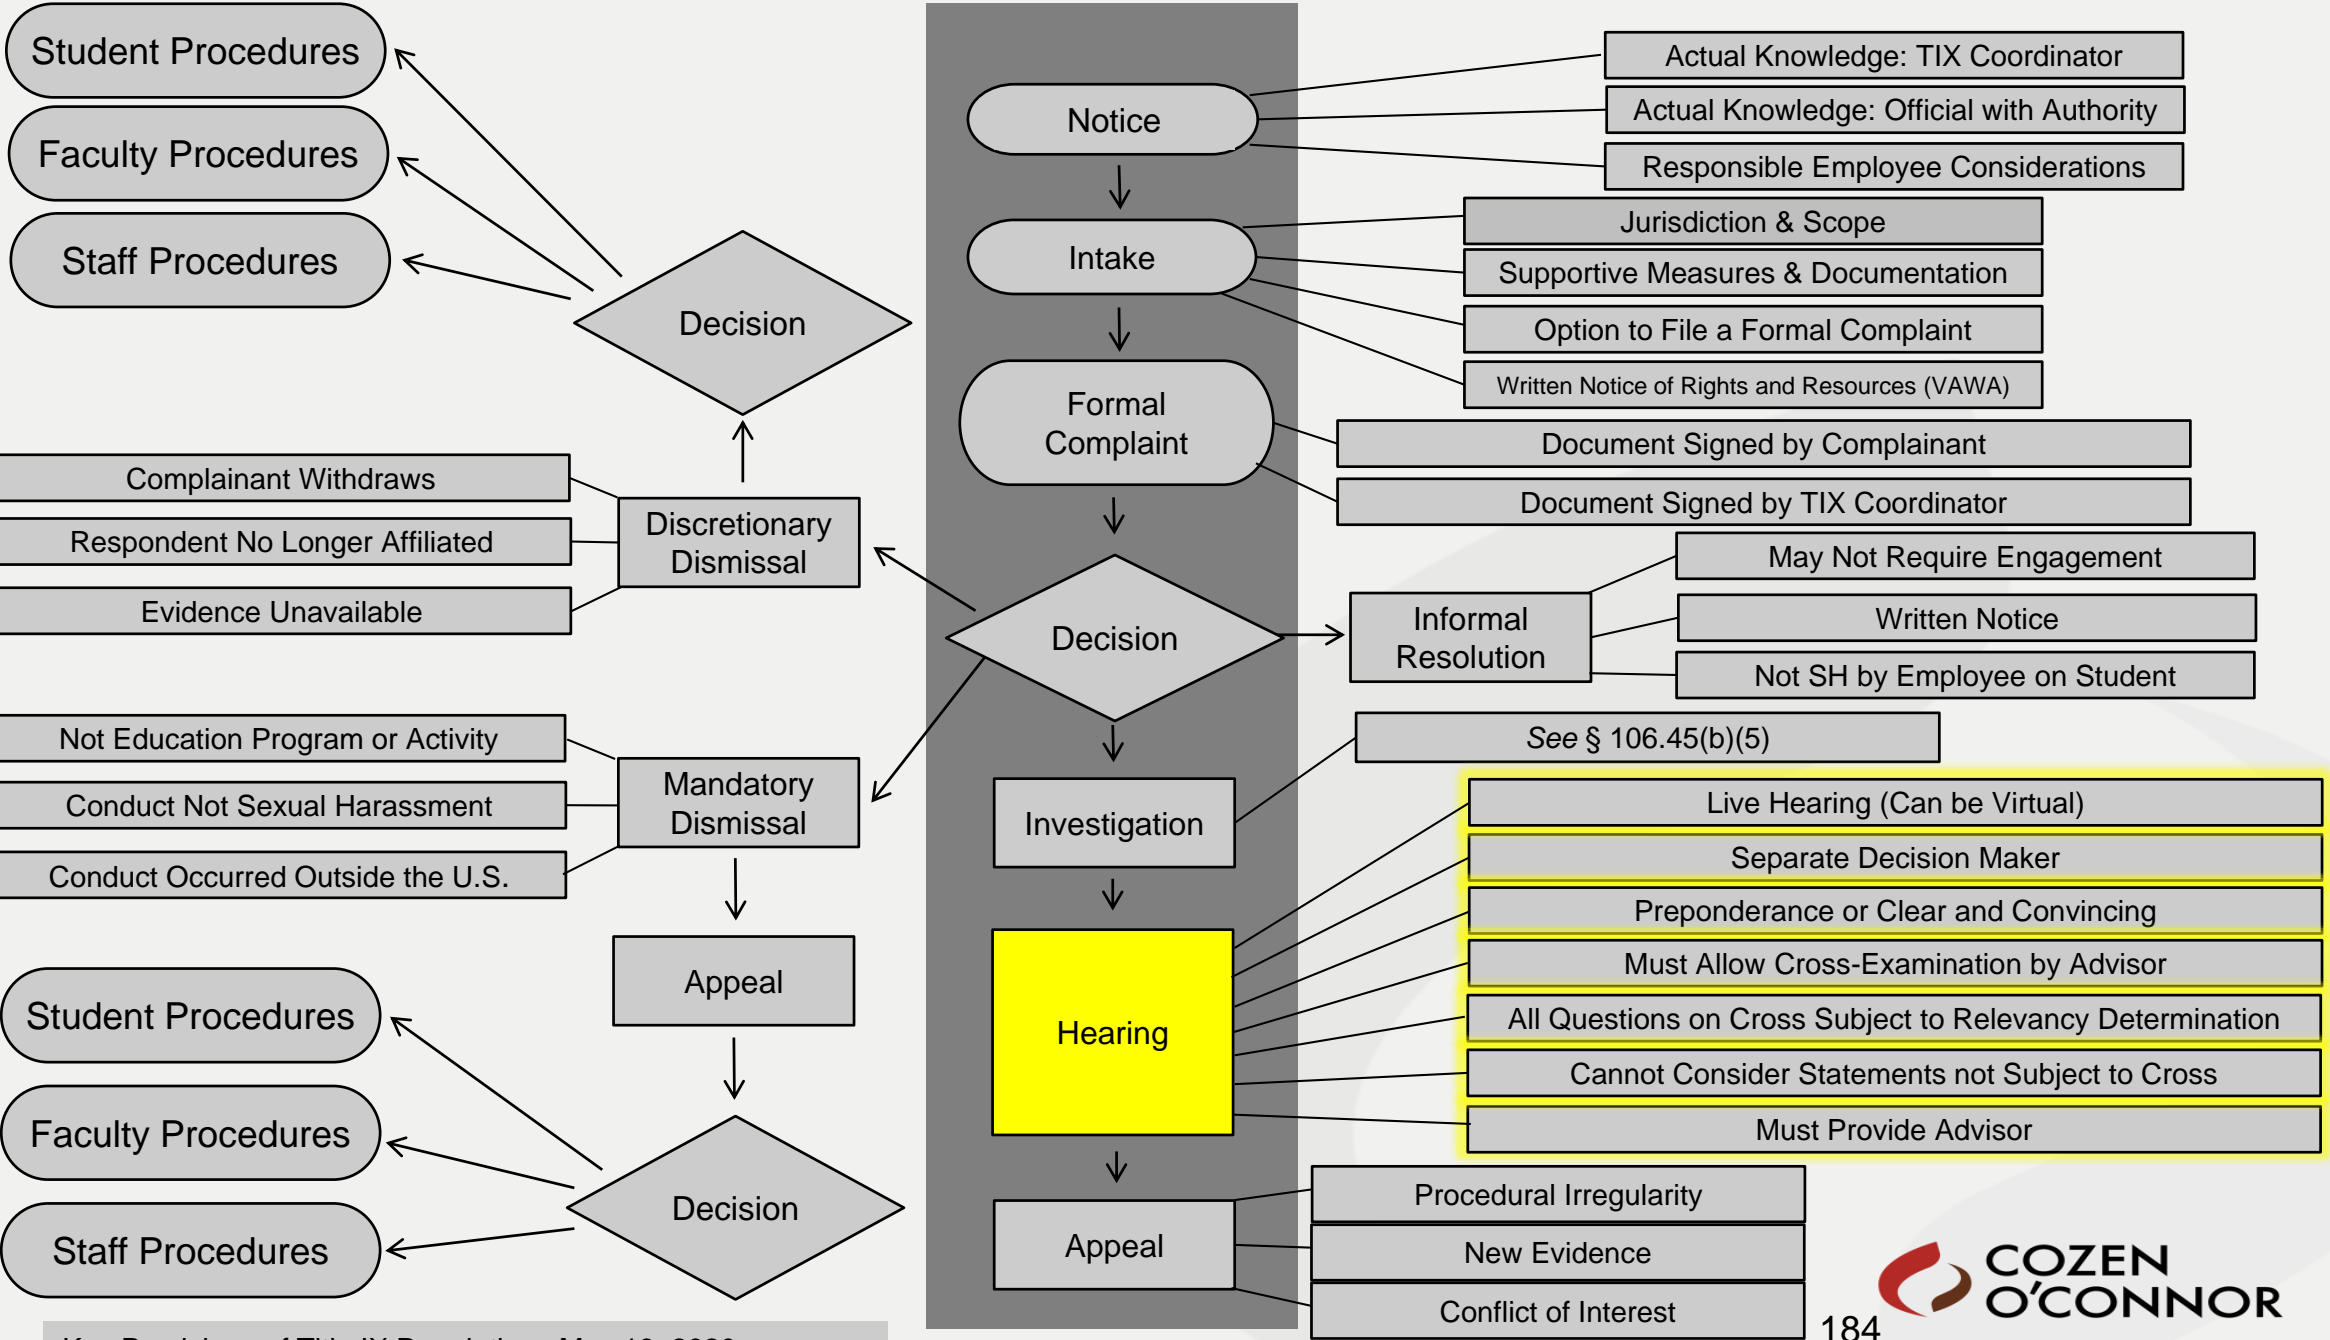 Student Procedures
Faculty Procedures
Staff Procedures
Decision
Complainant Withdraws
Respondent No Longer Affiliated
Evidence Unavailable
Discretionary
Dismissal
Not Education Program or Activity
Conduct Not Sexual Harassment
Conduct Occurred Outside the U.S.
Mandatory
Dismissal
Appeal
Student Procedures
Faculty Procedures
Staff Procedures
Decision
Notice
Intake
Formal
Complaint
Decision
Investigation
Hearing
Appeal
Actual Knowledge: TIX Coordinator
Actual Knowledge: Official with Authority
Responsible Employee Considerations
Jurisdiction & Scope
Supportive Measures & Documentation
Option to File a Formal Complaint
Written Notice of Rights and Resources (VAWA)
Document Signed by Complainant
Document Signed by TIX Coordinator
Informal
Resolution
May Not Require Engagement
Written Notice
Not SH by Employee on Student
See § 106.45(b)(5)
Live Hearing (Can be Virtual)
Separate Decision Maker
Preponderance or Clear and Convincing
Must Allow Cross-Examination by Advisor
All Questions on Cross Subject to Relevancy Determination
Cannot Consider Statements not Subject to Cross
Must Provide Advisor
Procedural Irregularity
New Evidence
Conflict of Interest
184
COZEN
O'CONNOR